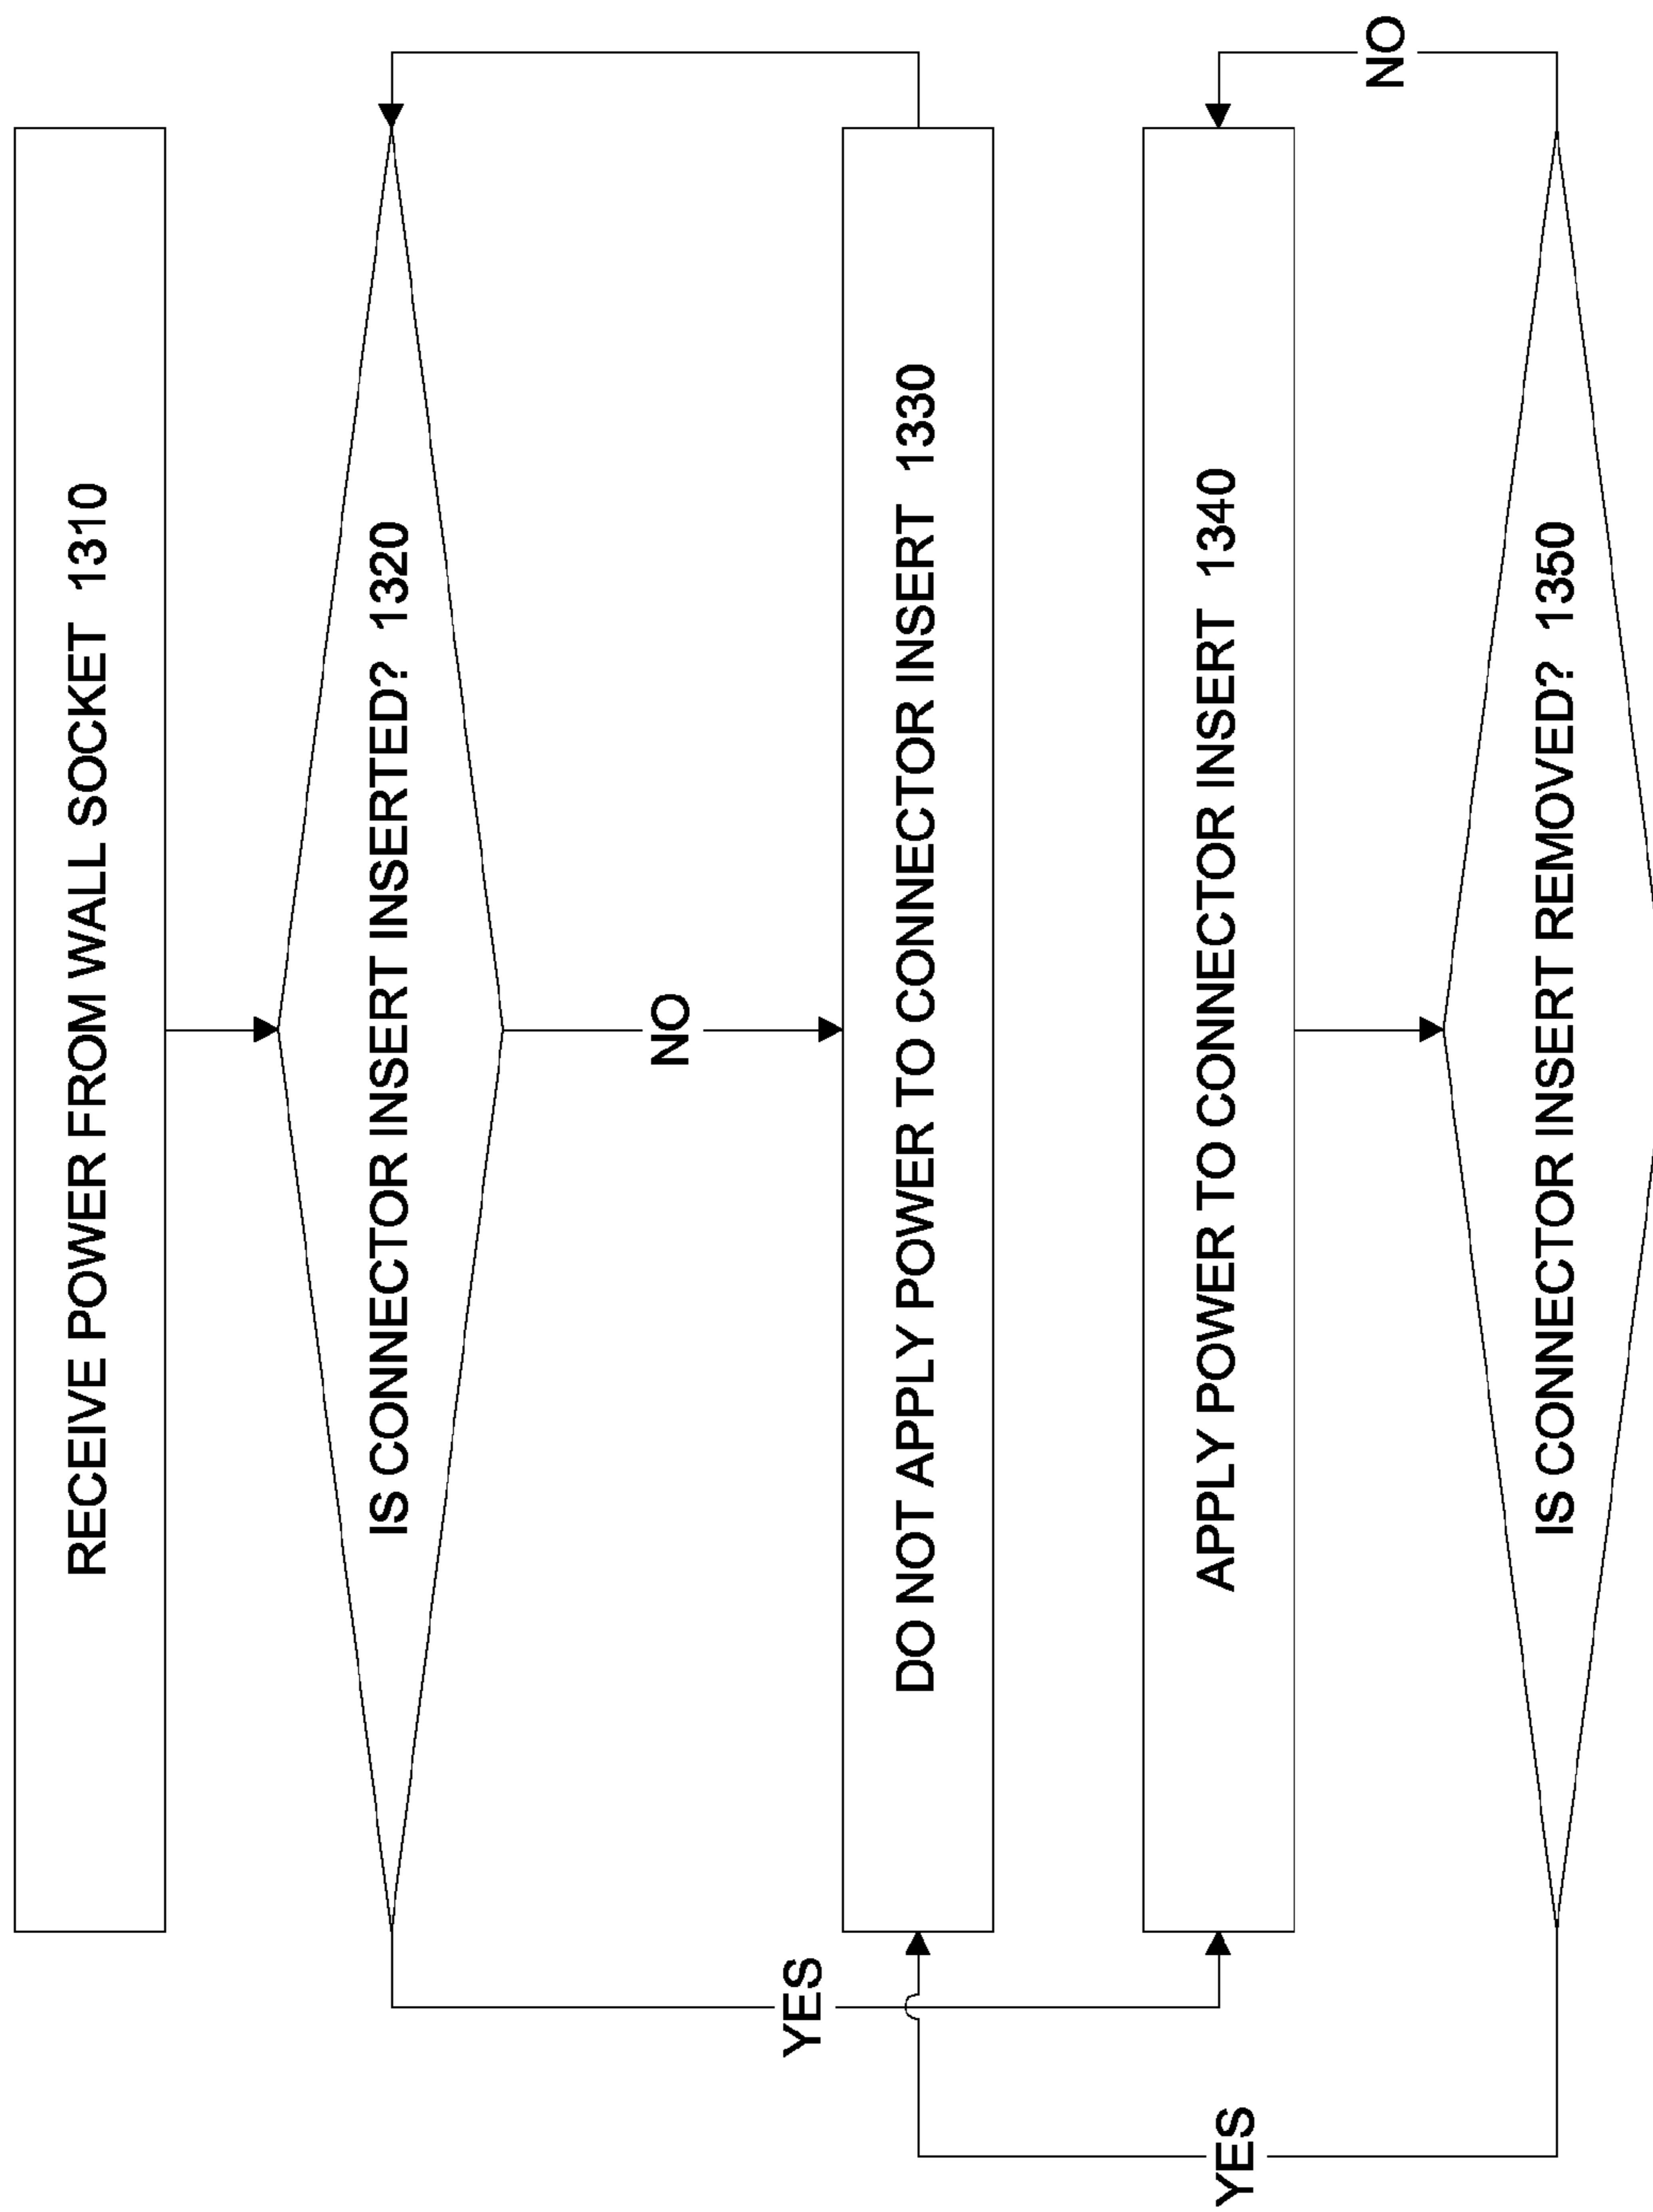 RECEIVE POWER FROM WALL SOCKET 1310
IS CONNECTOR INSERT INSERTED? 1320
NO
YES
DO NOT APPLY POWER TO CONNECTOR INSERT 1330
APPLY POWER TO CONNECTOR INSERT 1340
YES
NO
IS CONNECTOR INSERT REMOVED? 1350